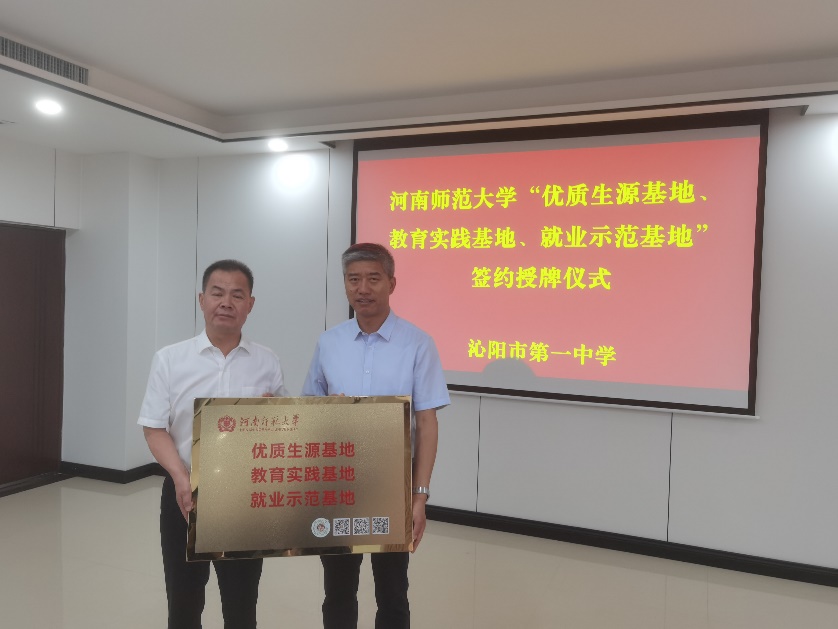 河南师范大学“优质生源基地、
教育实践基地、就业示范基地”
签约授牌仪式
沁阳市第一中学
河南师范大学
优质生源基地
教育实践基地
就业示范基地